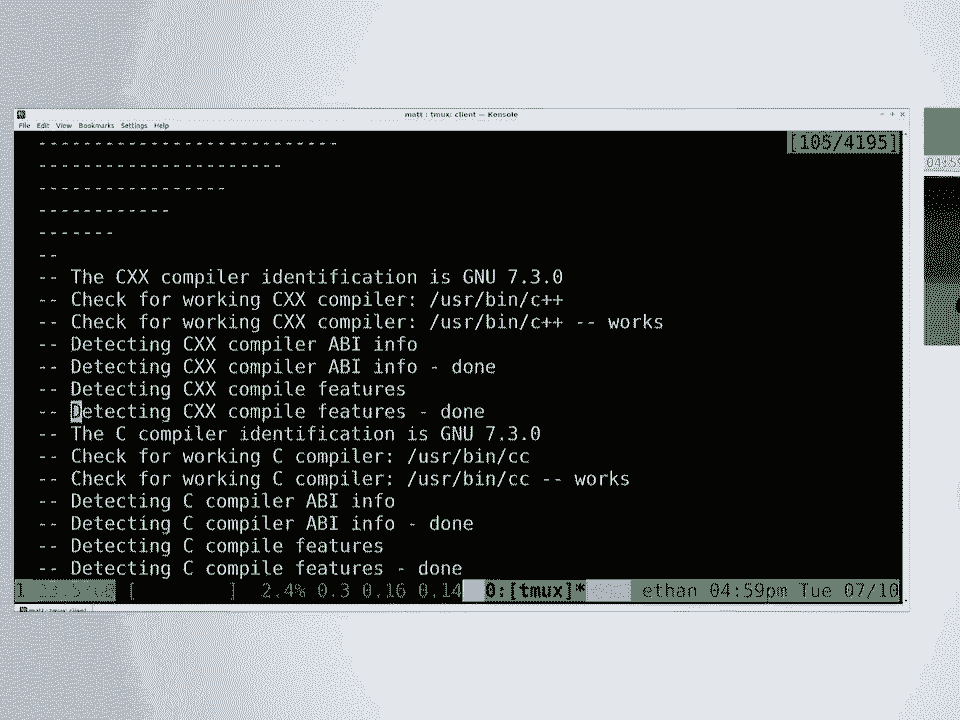 matt : tmux: client — Konsole
File Edit View Bookmarks Settings Help
--------------------------- [105/4195]
----------------------
-----------------
------------
-------
--
-- The CXX compiler identification is GNU 7.3.0
-- Check for working CXX compiler: /usr/bin/c++
-- Check for working CXX compiler: /usr/bin/c++ -- works
-- Detecting CXX compiler ABI info
-- Detecting CXX compiler ABI info - done
-- Detecting CXX compile features
-- Detecting CXX compile features - done
-- The C compiler identification is GNU 7.3.0
-- Check for working C compiler: /usr/bin/cc
-- Check for working C compiler: /usr/bin/cc -- works
-- Detecting C compiler ABI info
-- Detecting C compiler ABI info - done
-- Detecting C compile features
-- Detecting C compile features - done
[ ] 2.4% 0.3 0.16 0.14 0:[tmux]* ethan 04:59pm Tue 07/10
matt : tmux: client
04:59